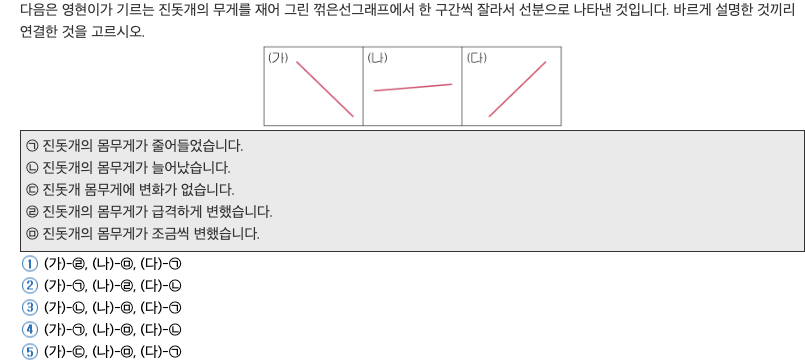 다음은 영현이가 기르는 진돗개의 무게를 재어 그린 꺾은선그래프에서 한 구간씩 잘라서 선분으로 나타낸 것입니다. 바르게 설명한 것끼리
연결한 것을 고르시오.
(가) (나) (다)
㉠ 진돗개의 몸무게가 줄어들었습니다.
㉡ 진돗개의 몸무게가 늘어났습니다.
㉢ 진돗개 몸무게에 변화가 없습니다.
㉣ 진돗개의 몸무게가 급격하게 변했습니다.
㉤ 진돗개의 몸무게가 조금씩 변했습니다.
① (가)-㉣, (나)-㉤, (다)-㉠
② (가)-㉠, (나)-㉣, (다)-㉡
③ (가)-㉡, (나)-㉤, (다)-㉠
④ (가)-㉠, (나)-㉤, (다)-㉡
⑤ (가)-㉢, (나)-㉤, (다)-㉠